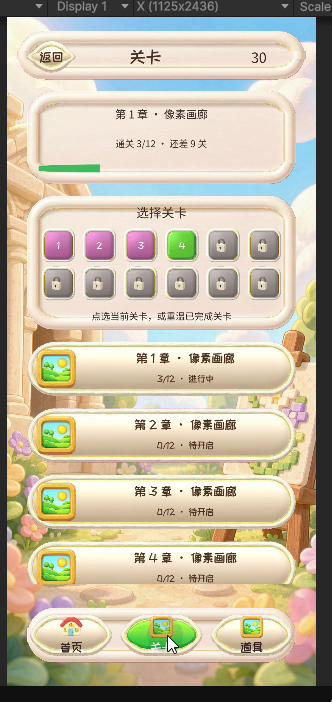 Display 1 X (1125x2436) Scale
返回 关卡 30
第 1 章 · 像素画廊
通关 3/12 · 还差 9 关
选择关卡
1 2 3 4
点选当前关卡，或重温已完成关卡
第 1 章 · 像素画廊
3/12 · 进行中
第 2 章 · 像素画廊
0/12 · 待开启
第 3 章 · 像素画廊
0/12 · 待开启
第 4 章 · 像素画廊
0/12 · 待开启
首页 道具